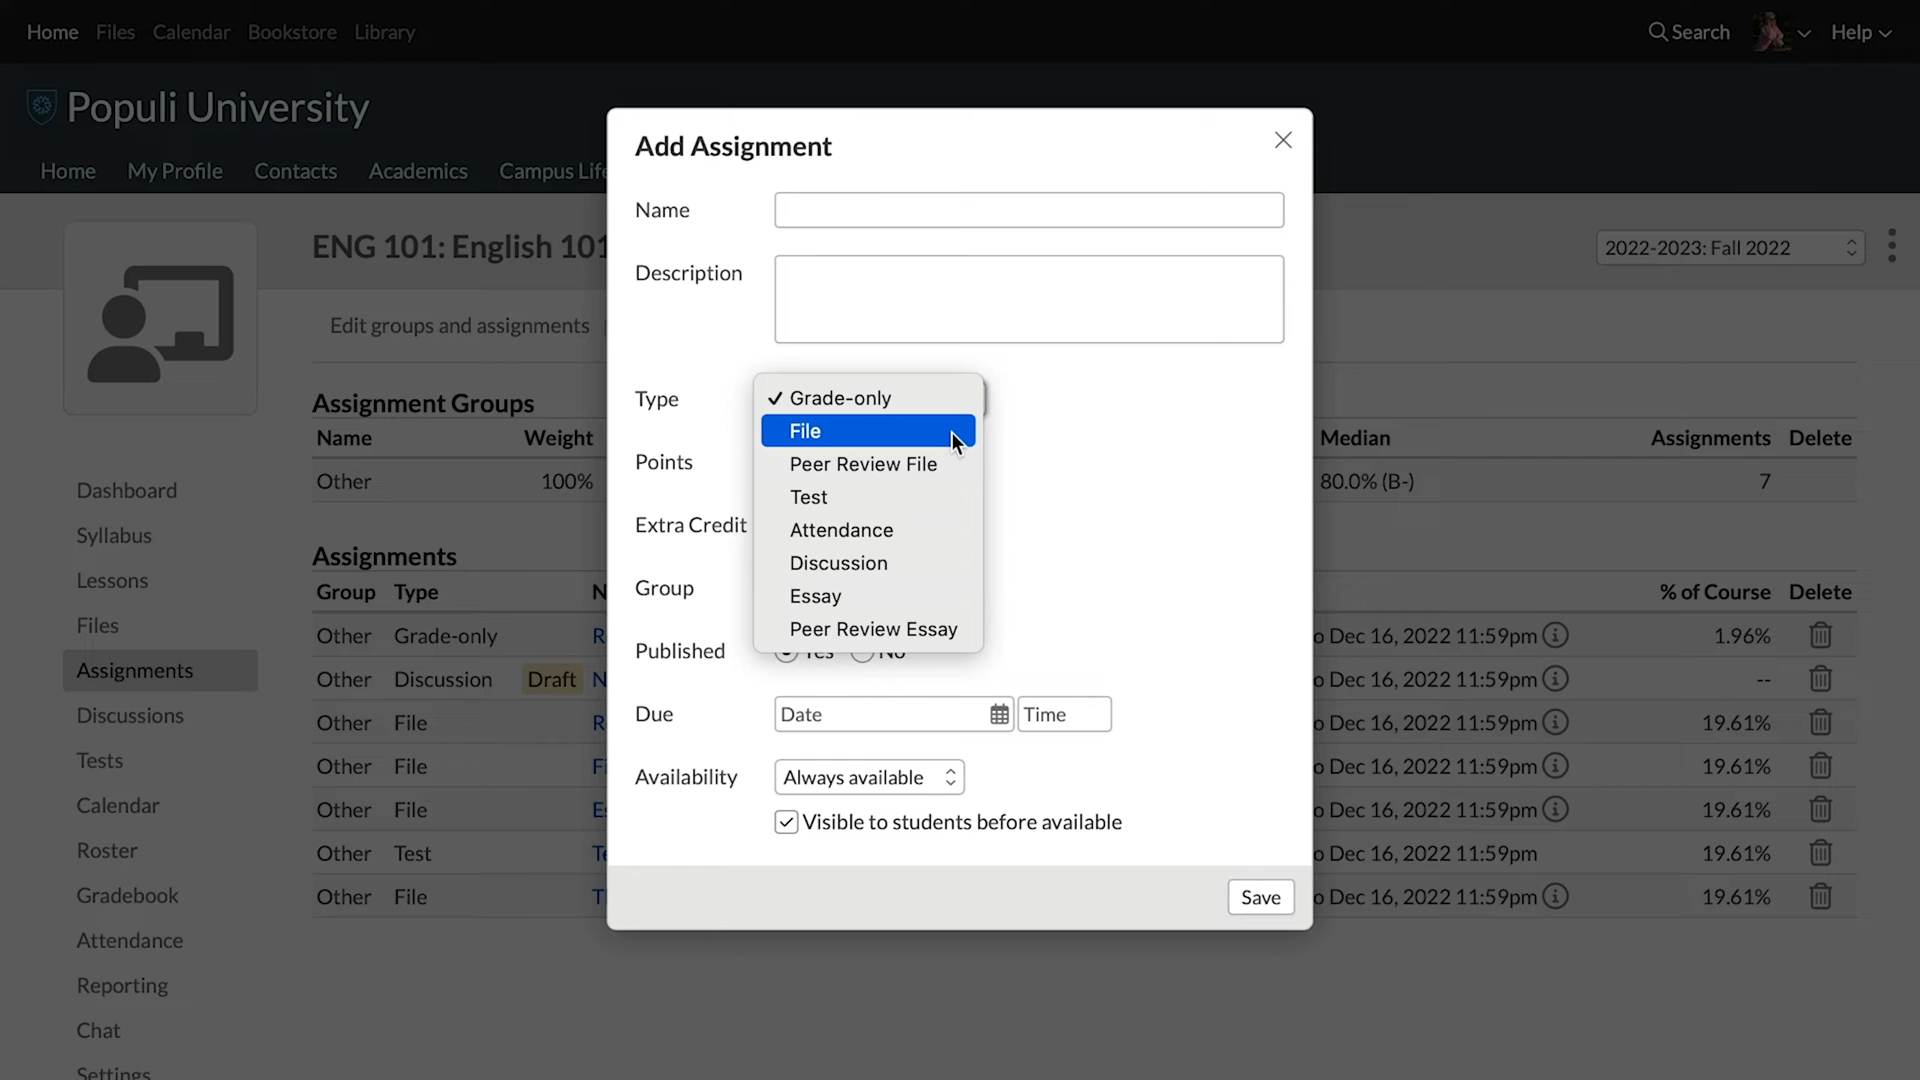 Home Files Calendar Bookstore Library Search Help
Populi University
Home My Profile Contacts Academics Campus Life
Add Assignment
Name
Description
ENG 101: English 101
2022-2023: Fall 2022
Edit groups and assignments
Assignment Groups
Name Weight Median Assignments Delete
Other 100% 80.0% (B-) 7
Type
✓ Grade-only
File
Peer Review File
Test
Attendance
Discussion
Essay
Peer Review Essay
Points
Extra Credit
Group
Published Yes No
Due Date Time
Availability Always available
Visible to students before available
Save
Assignments
Group Type N % of Course Delete
Other Grade-only R o Dec 16, 2022 11:59pm 1.96%
Other Discussion Draft N o Dec 16, 2022 11:59pm --
Other File R o Dec 16, 2022 11:59pm 19.61%
Other File Fi o Dec 16, 2022 11:59pm 19.61%
Other File Es o Dec 16, 2022 11:59pm 19.61%
Other Test Te o Dec 16, 2022 11:59pm 19.61%
Other File Tl o Dec 16, 2022 11:59pm 19.61%
Dashboard
Syllabus
Lessons
Files
Assignments
Discussions
Tests
Calendar
Roster
Gradebook
Attendance
Reporting
Chat
Settings